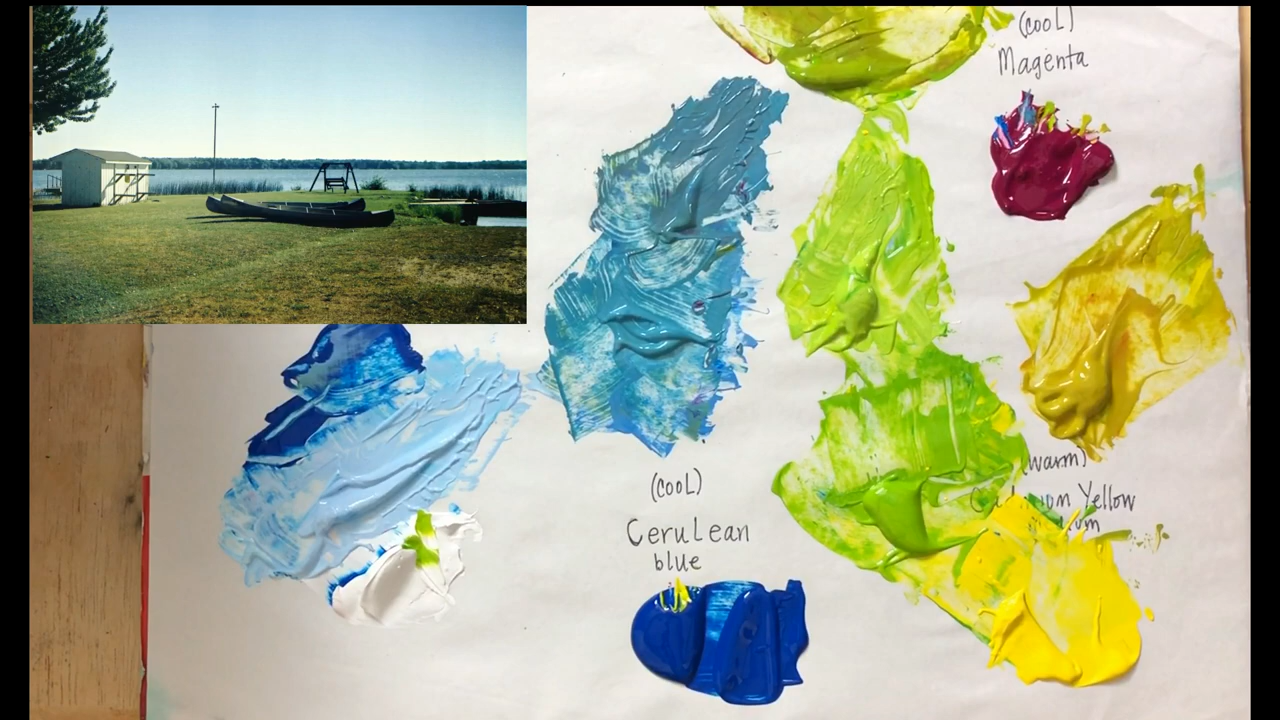 (cool)
Magenta
(warm)
Yellow
(cool)
Cerulean
blue